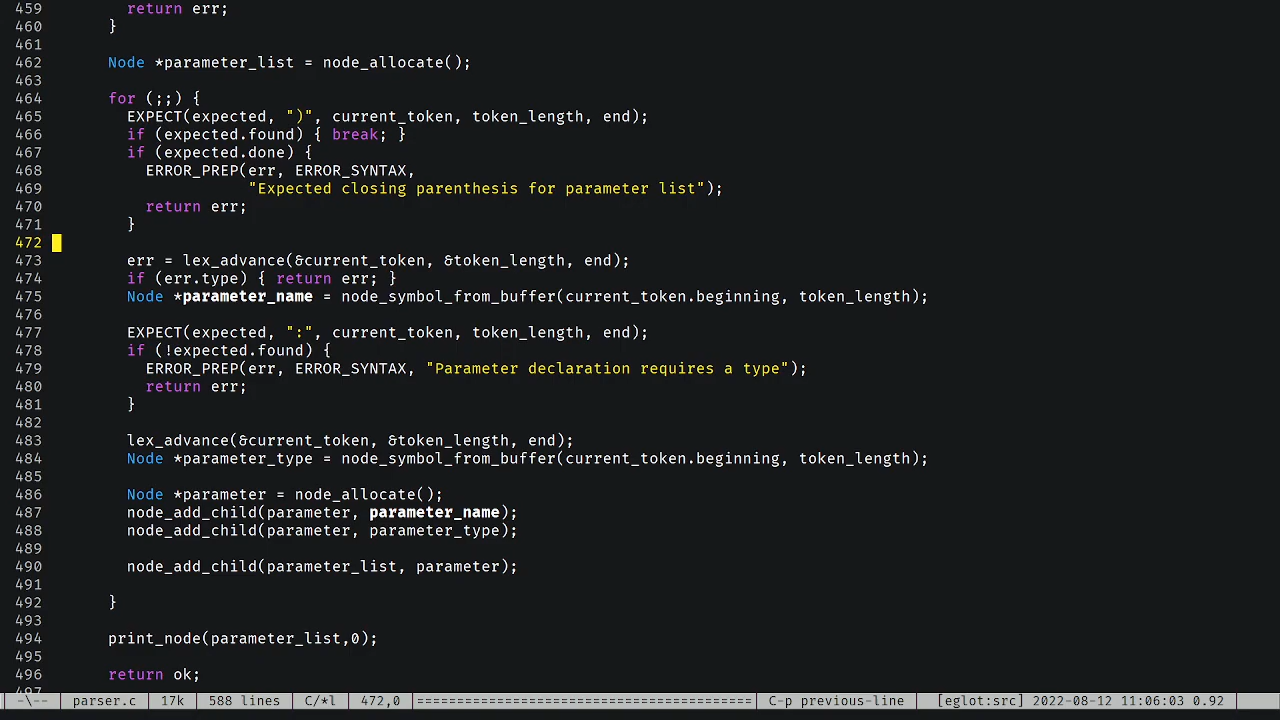 459         return err;
460       }
461
462       Node *parameter_list = node_allocate();
463
464       for (;;) {
465         EXPECT(expected, ")", current_token, token_length, end);
466         if (expected.found) { break; }
467         if (expected.done) {
468           ERROR_PREP(err, ERROR_SYNTAX,
469                      "Expected closing parenthesis for parameter list");
470           return err;
471         }
472
473         err = lex_advance(&current_token, &token_length, end);
474         if (err.type) { return err; }
475         Node *parameter_name = node_symbol_from_buffer(current_token.beginning, token_length);
476
477         EXPECT(expected, ":", current_token, token_length, end);
478         if (!expected.found) {
479           ERROR_PREP(err, ERROR_SYNTAX, "Parameter declaration requires a type");
480           return err;
481         }
482
483         lex_advance(&current_token, &token_length, end);
484         Node *parameter_type = node_symbol_from_buffer(current_token.beginning, token_length);
485
486         Node *parameter = node_allocate();
487         node_add_child(parameter, parameter_name);
488         node_add_child(parameter, parameter_type);
489
490         node_add_child(parameter_list, parameter);
491
492       }
493
494       print_node(parameter_list,0);
495
496       return ok;
497
-\-- parser.c 17k 588 lines C/*l 472,0 ==================================== C-p previous-line [eglot:src] 2022-08-12 11:06:03 0.92